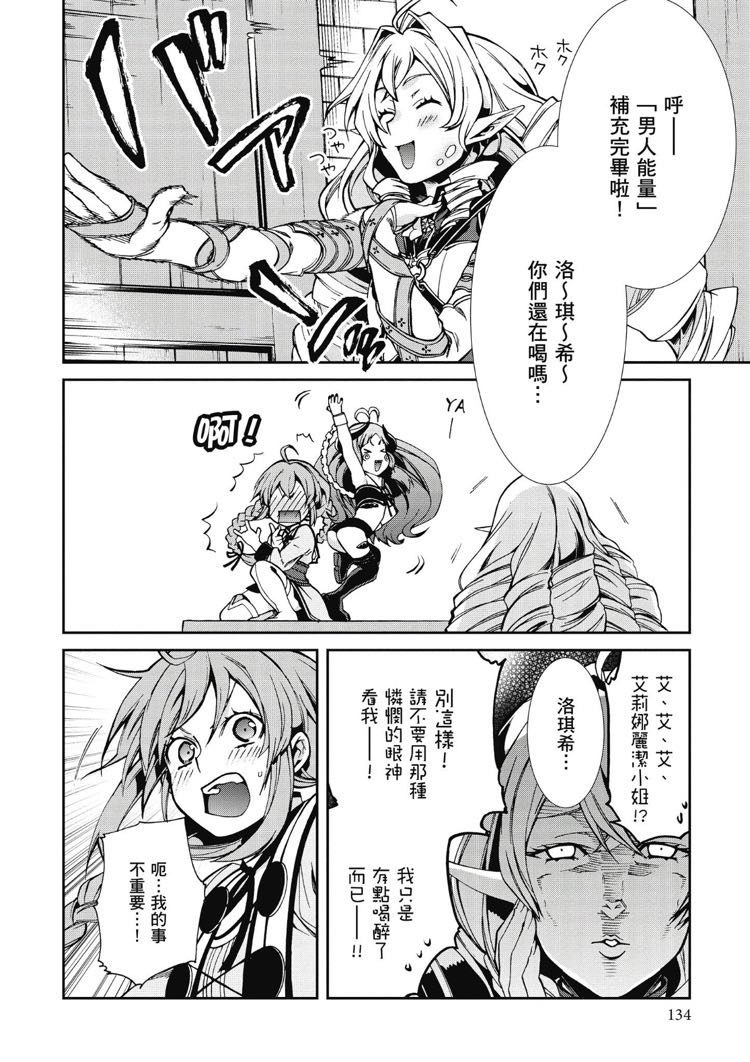 呼——
「男人能量」
補充完畢啦！
洛～琪～希～
你們還在喝嗎…
ホク
ホク
つや
つや
バァーン
YA
—
啊！
艾、艾、艾、
艾莉娜麗潔小姐!?
洛琪希…
別這樣！
請不要用那種
憐憫的眼神
看我——！
我只是
有點喝醉了
而已——!!
呃…我的事
不重要…！
134